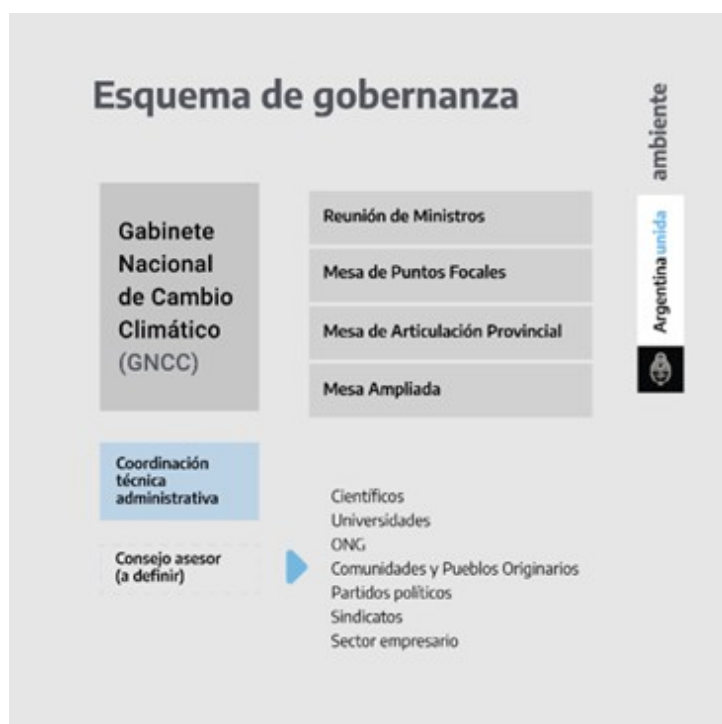 Esquema de gobernanza
ambiente
Argentina unida
Gabinete
Nacional
de Cambio
Climático
(GNCC)
Reunión de Ministros
Mesa de Puntos Focales
Mesa de Articulación Provincial
Mesa Ampliada
Coordinación
técnica
administrativa
Consejo asesor
(a definir)
Científicos
Universidades
ONG
Comunidades y Pueblos Originarios
Partidos políticos
Sindicatos
Sector empresario